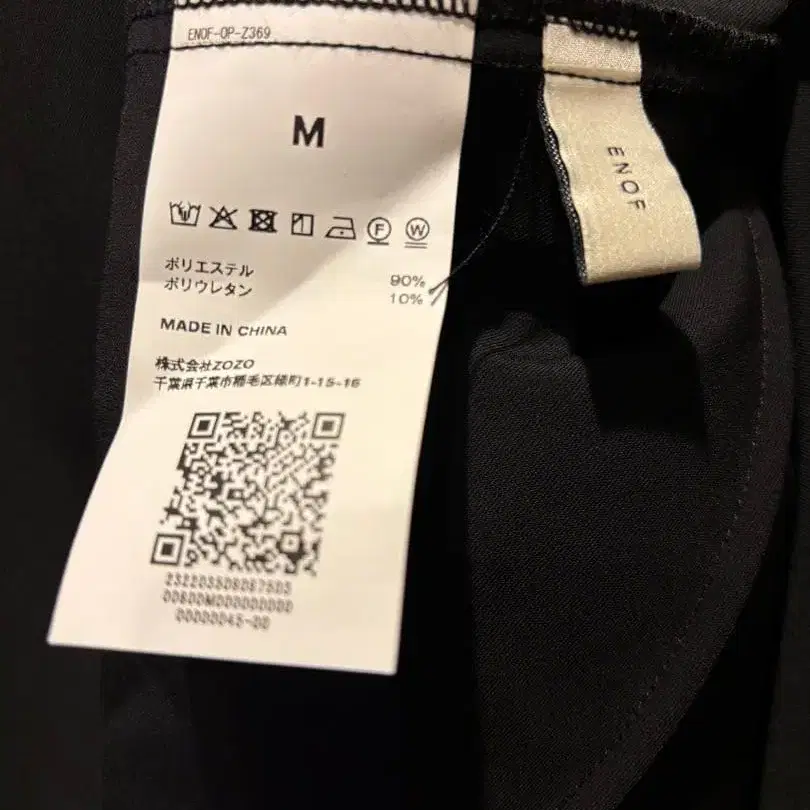 ENOF-OP-Z369
M
F W
ポリエステル 90%
ポリウレタン 10%
MADE IN CHINA
株式会社ZOZO
千葉県千葉市稲毛区緑町1-15-16
00000045-00
ENOF